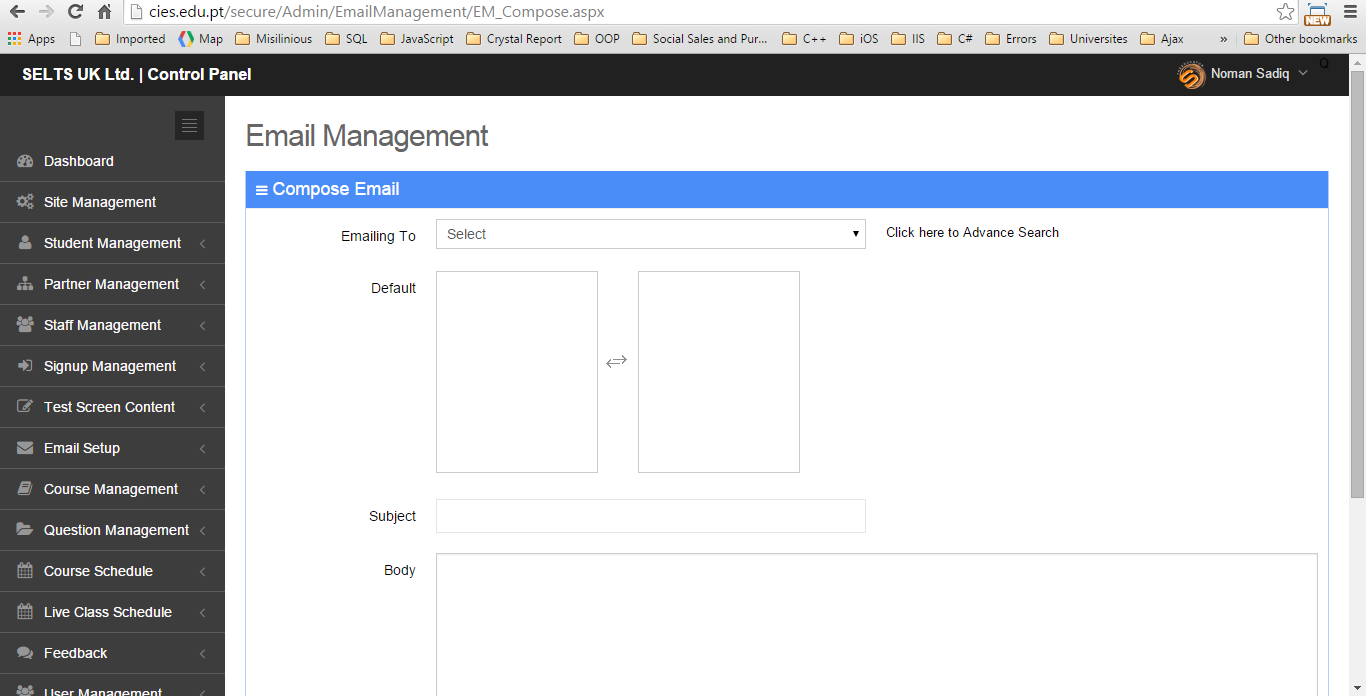 cies.edu.pt/secure/Admin/EmailManagement/EM_Compose.aspx
NEW
Apps Imported Map Misilinious SQL JavaScript Crystal Report OOP Social Sales and Pur... C++ iOS IIS C# Errors Universites Ajax » Other bookmarks
SELTS UK Ltd. | Control Panel
Noman Sadiq
Q
Dashboard
Site Management
Student Management
Partner Management
Staff Management
Signup Management
Test Screen Content
Email Setup
Course Management
Question Management
Course Schedule
Live Class Schedule
Feedback
User Management
Email Management
Compose Email
Emailing To Select Click here to Advance Search
Default
Subject
Body